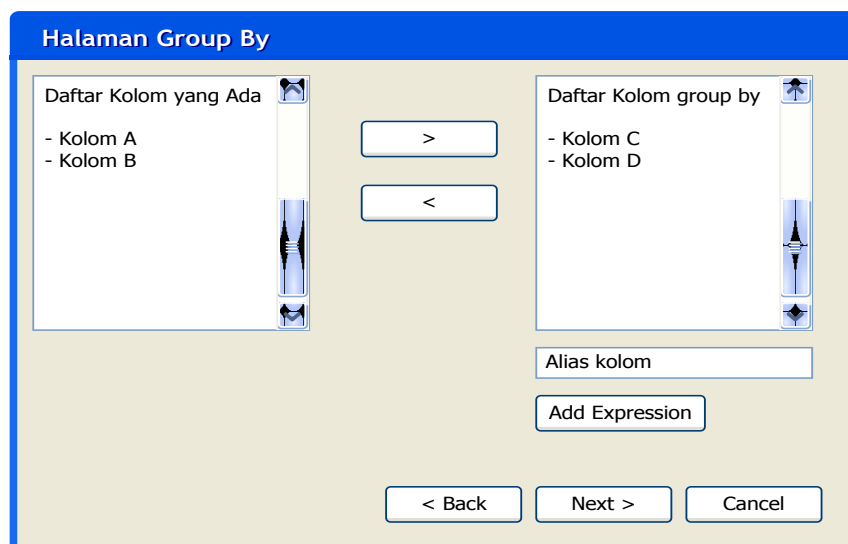 Halaman Group By
Daftar Kolom yang Ada
- Kolom A
- Kolom B
>
<
Daftar Kolom group by
- Kolom C
- Kolom D
Alias kolom
Add Expression
< Back
Next >
Cancel